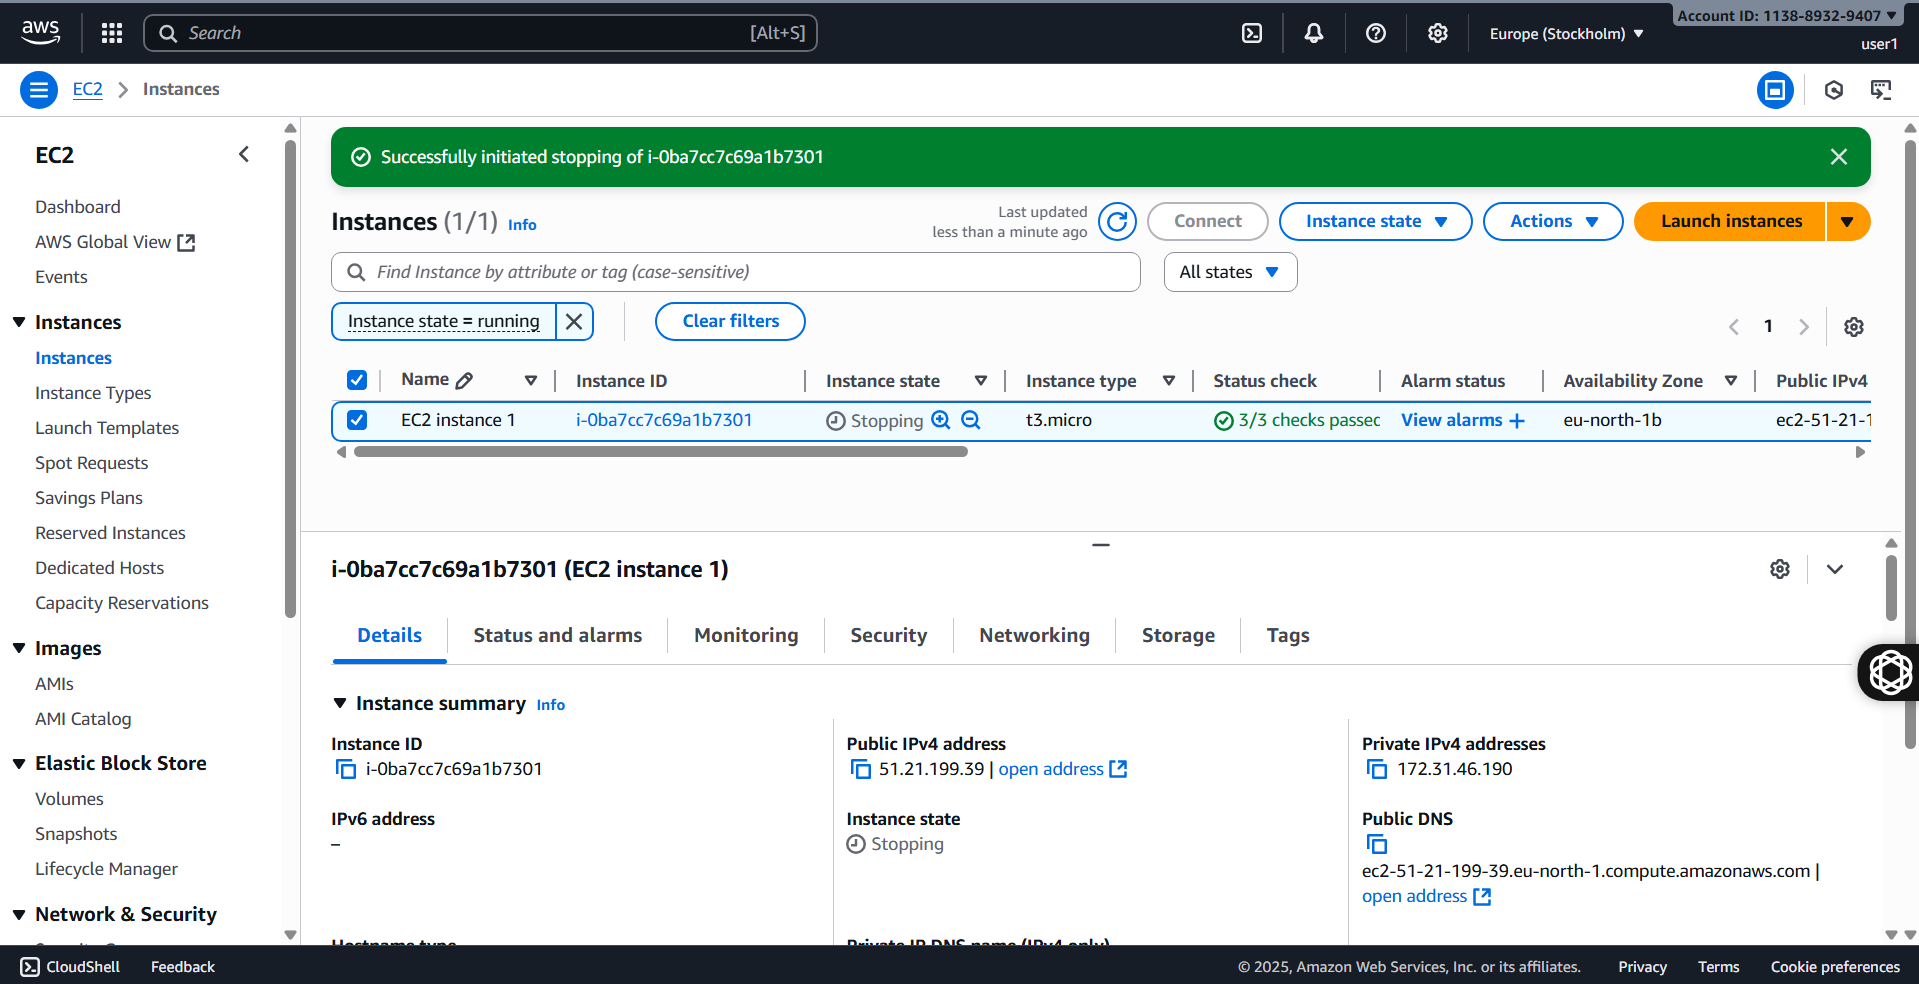 aws
Search [Alt+S]
Europe (Stockholm)
Account ID: 1138-8932-9407
user1
EC2 Instances
EC2
Dashboard
AWS Global View
Events
Instances
Instances
Instance Types
Launch Templates
Spot Requests
Savings Plans
Reserved Instances
Dedicated Hosts
Capacity Reservations
Images
AMIs
AMI Catalog
Elastic Block Store
Volumes
Snapshots
Lifecycle Manager
Network & Security
Successfully initiated stopping of i-0ba7cc7c69a1b7301
Instances (1/1) Info
Last updated
less than a minute ago
Connect
Instance state
Actions
Launch instances
Find Instance by attribute or tag (case-sensitive)
All states
Instance state = running
Clear filters
1
Name Instance ID Instance state Instance type Status check Alarm status Availability Zone Public IPv4
EC2 instance 1 i-0ba7cc7c69a1b7301 Stopping t3.micro 3/3 checks passed View alarms + eu-north-1b ec2-51-21-1
i-0ba7cc7c69a1b7301 (EC2 instance 1)
Details Status and alarms Monitoring Security Networking Storage Tags
Instance summary Info
Instance ID
i-0ba7cc7c69a1b7301
Public IPv4 address
51.21.199.39 | open address
Private IPv4 addresses
172.31.46.190
IPv6 address
–
Instance state
Stopping
Public DNS
ec2-51-21-199-39.eu-north-1.compute.amazonaws.com |
open address
Hostname type
Private IP DNS name (IPv4 only)
CloudShell Feedback
© 2025, Amazon Web Services, Inc. or its affiliates. Privacy Terms Cookie preferences